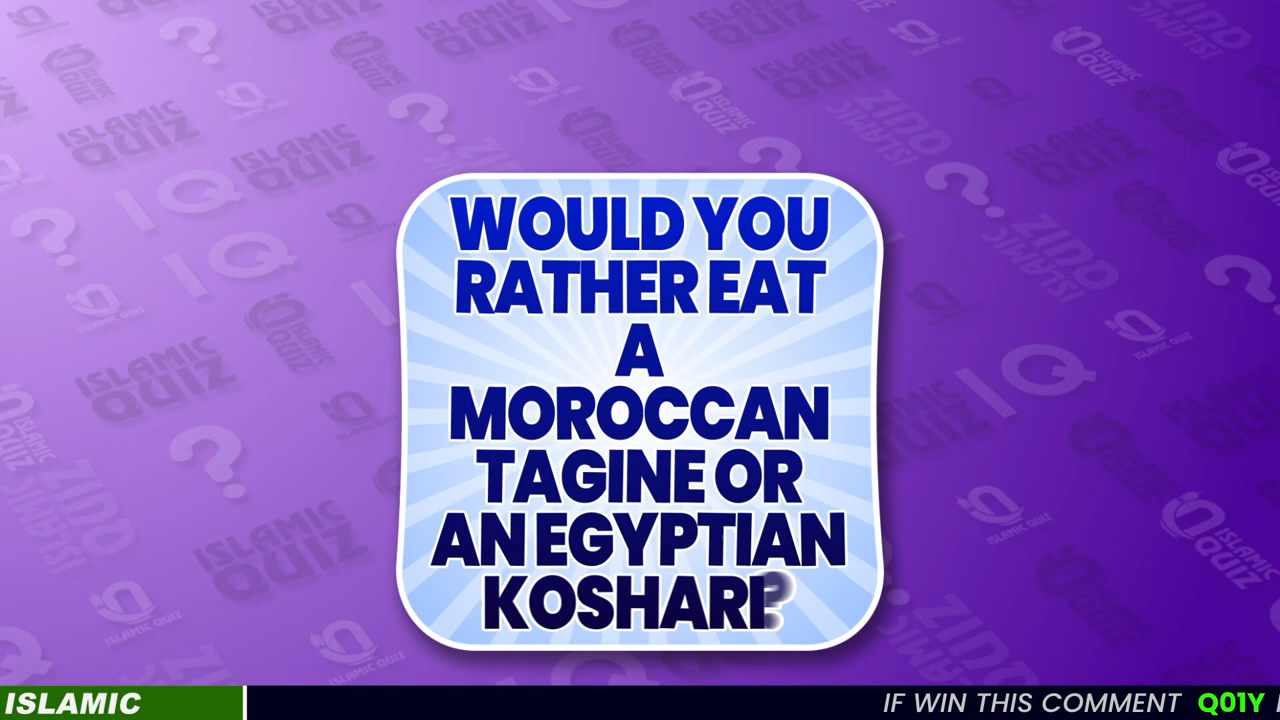 WOULD YOU
RATHER EAT
A
MOROCCAN
TAGINE OR
AN EGYPTIAN
KOSHARI?
ISLAMIC
IF WIN THIS COMMENT Q01Y